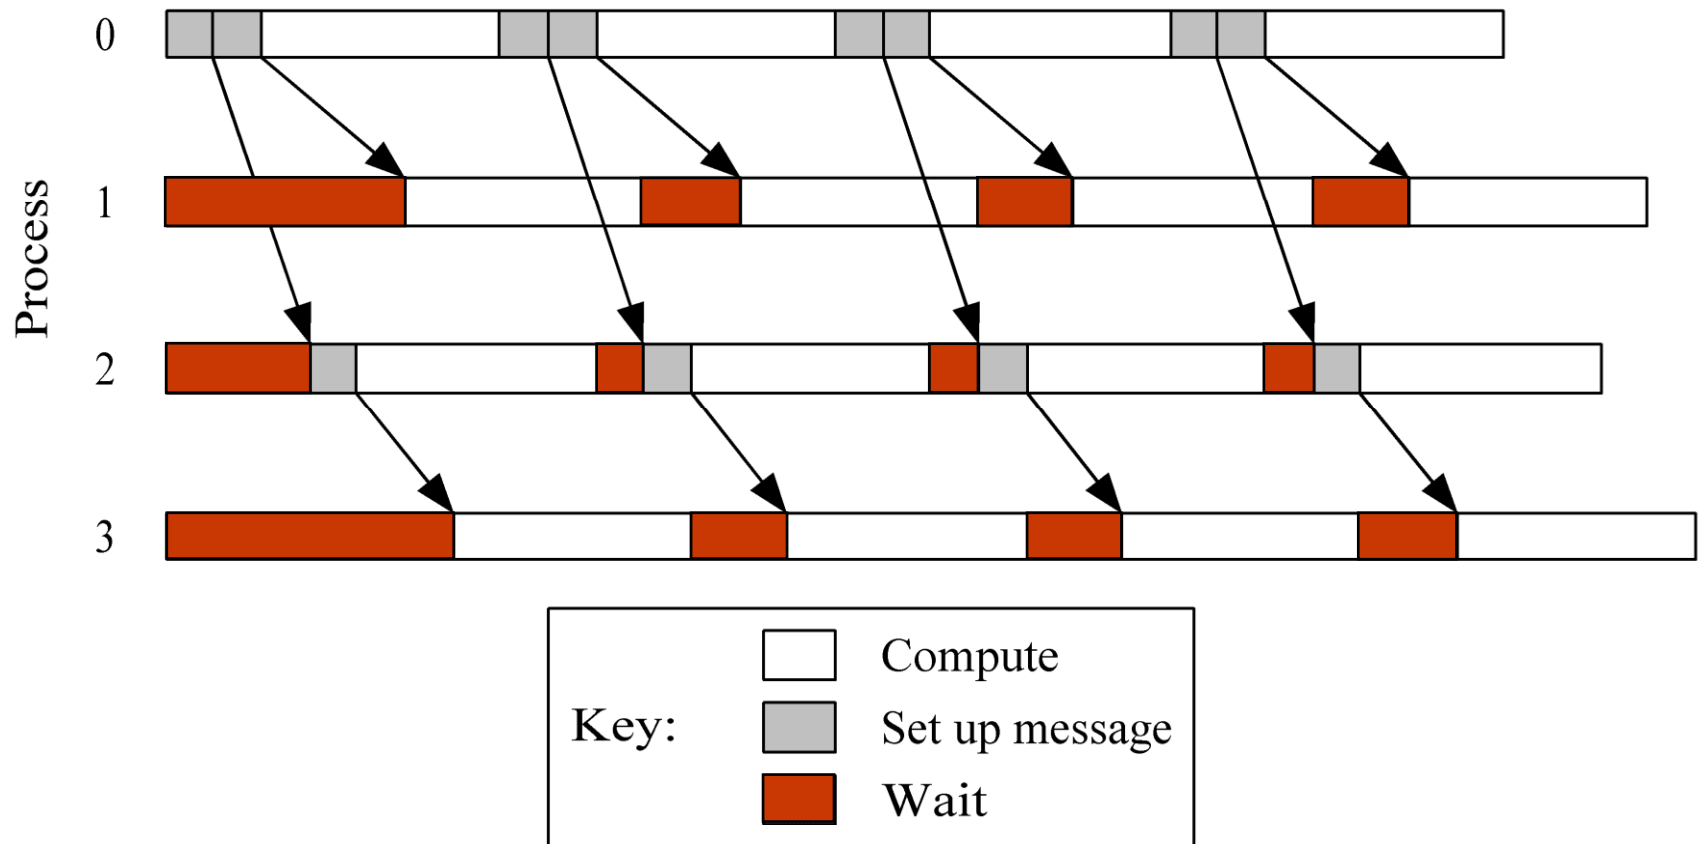 Process
0
1
2
3
Key:
Compute
Set up message
Wait